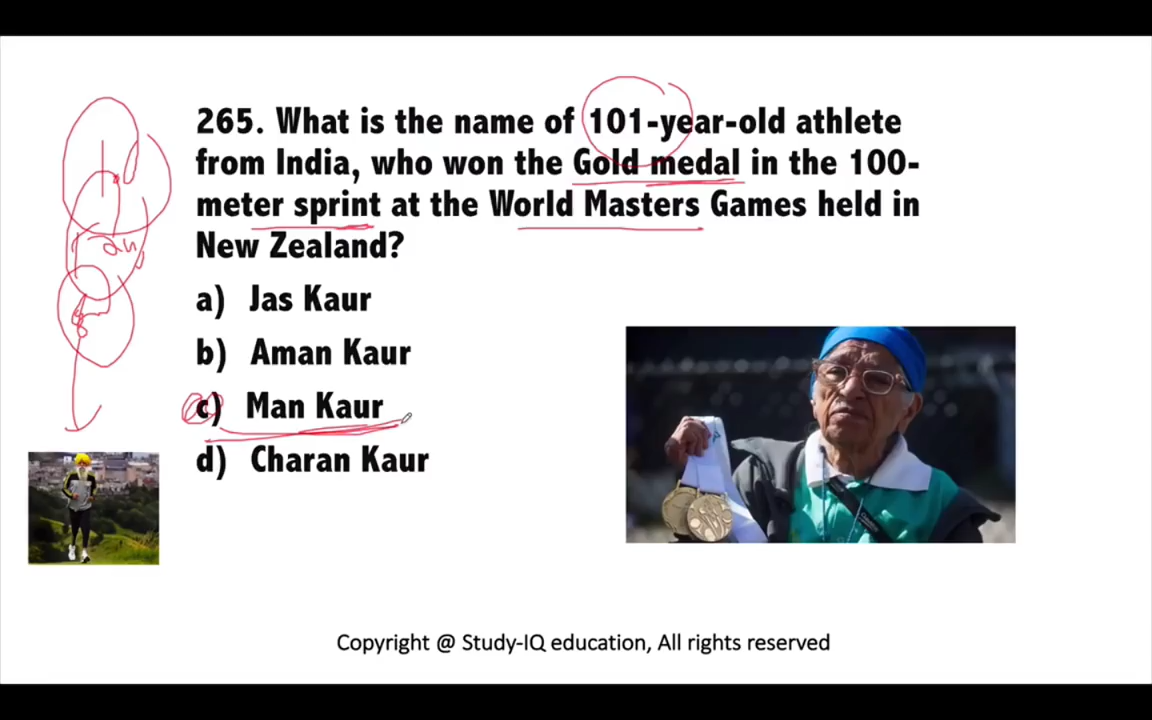 265. What is the name of 101-year-old athlete
from India, who won the Gold medal in the 100-
meter sprint at the World Masters Games held in
New Zealand?
a) Jas Kaur
b) Aman Kaur
c) Man Kaur
d) Charan Kaur
Copyright @ Study-IQ education, All rights reserved